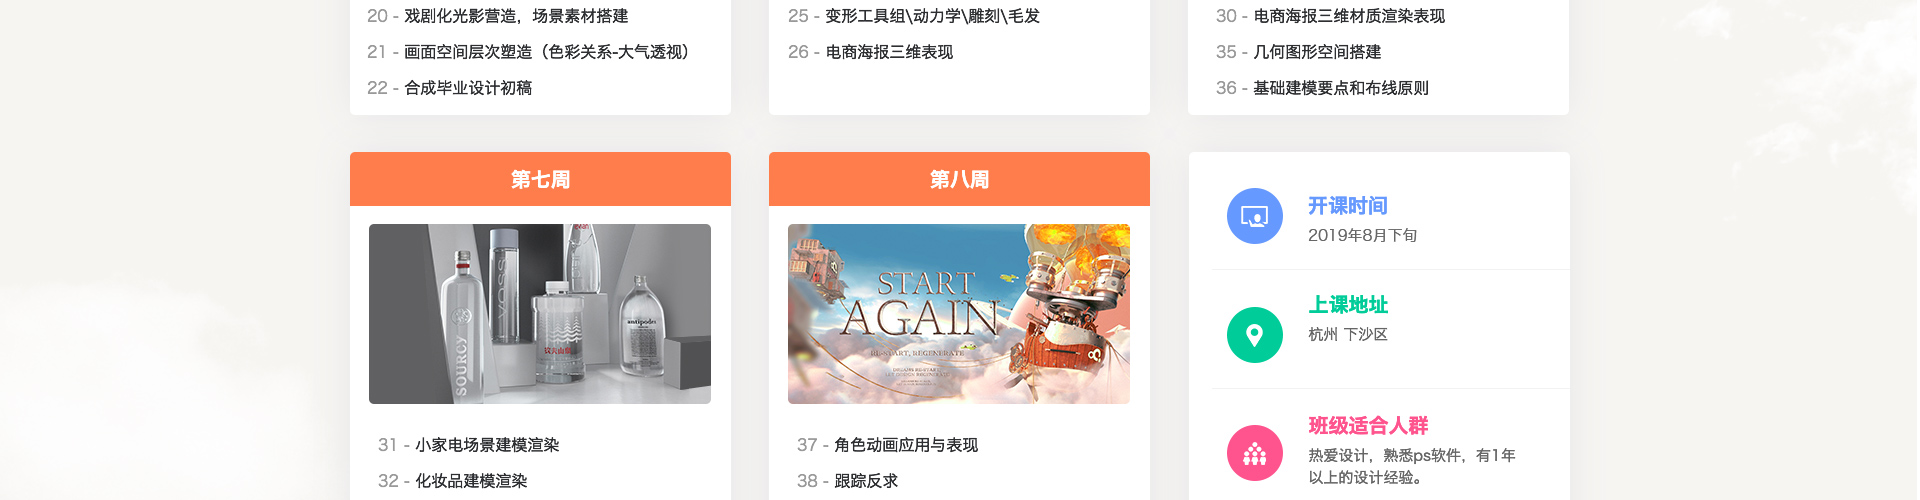 20 - 戏剧化光影营造，场景素材搭建
21 - 画面空间层次塑造（色彩关系-大气透视）
22 - 合成毕业设计初稿
25 - 变形工具组\动力学\雕刻\毛发
26 - 电商海报三维表现
30 - 电商海报三维材质渲染表现
35 - 几何图形空间搭建
36 - 基础建模要点和布线原则
第七周
SOURCY
VOSS
antipodes
31 - 小家电场景建模渲染
32 - 化妆品建模渲染
第八周
START
AGAIN
RE-START, REGENERATE
37 - 角色动画应用与表现
38 - 跟踪反求
开课时间
2019年8月下旬
上课地址
杭州 下沙区
班级适合人群
热爱设计，熟悉ps软件，有1年
以上的设计经验。